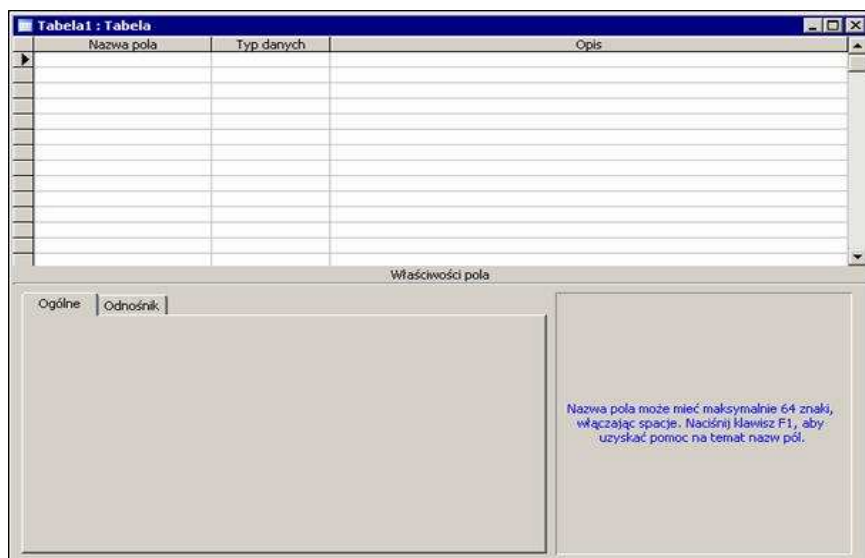 Tabela1 : Tabela
Nazwa pola Typ danych Opis
Właściwości pola
Ogólne Odnośnik
Nazwa pola może mieć maksymalnie 64 znaki,
włączając spacje. Naciśnij klawisz F1, aby
uzyskać pomoc na temat nazw pól.